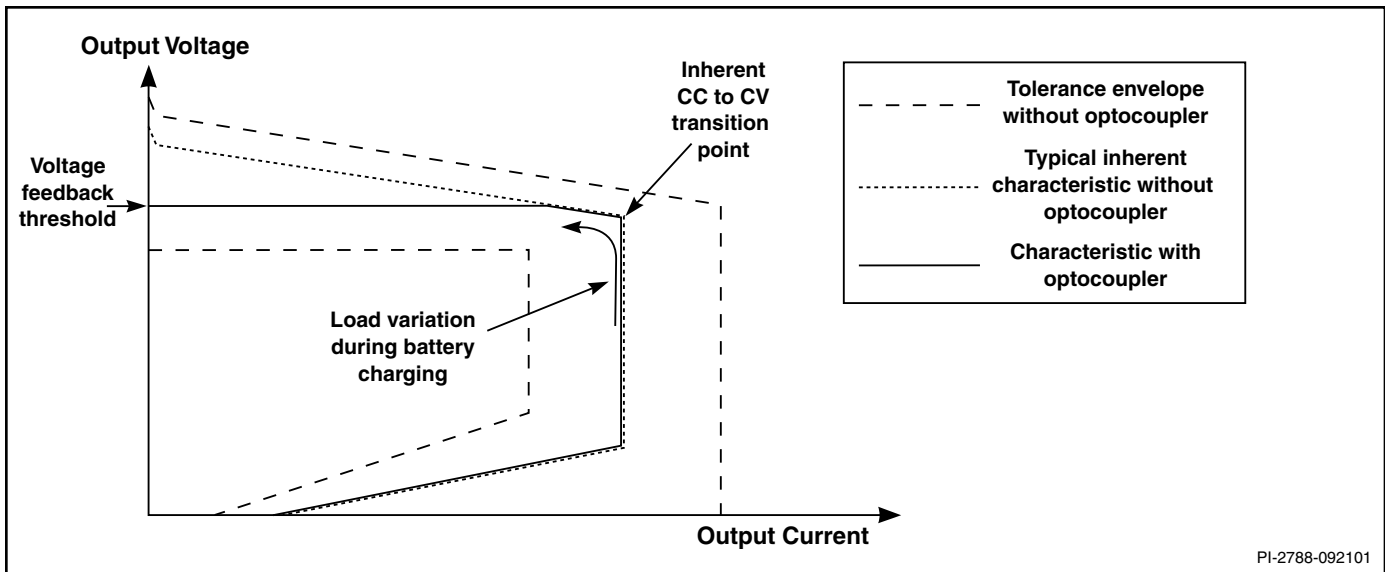 Output Voltage
Inherent
CC to CV
transition
point
Voltage
feedback
threshold
Load variation
during battery
charging
Output Current
Tolerance envelope
without optocoupler
Typical inherent
characteristic without
optocoupler
Characteristic with
optocoupler
PI-2788-092101